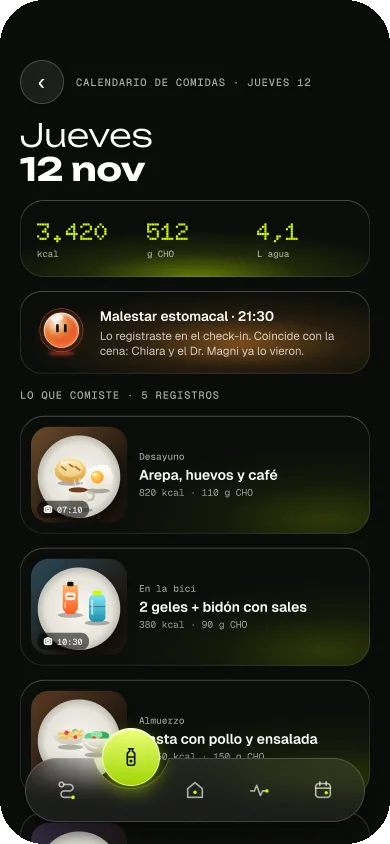 CALENDARIO DE COMIDAS · JUEVES 12
Jueves
12 nov
3,420 512 4,1
kcal g CHO L agua
Malestar estomacal · 21:30
Lo registraste en el check-in. Coincide con la
cena: Chiara y el Dr. Magni ya lo vieron.
LO QUE COMISTE · 5 REGISTROS
Desayuno
Arepa, huevos y café
820 kcal · 110 g CHO
07:10
En la bici
2 geles + bidón con sales
380 kcal · 90 g CHO
10:30
Almuerzo
con pollo y ensalada
kcal · 150 g CHO